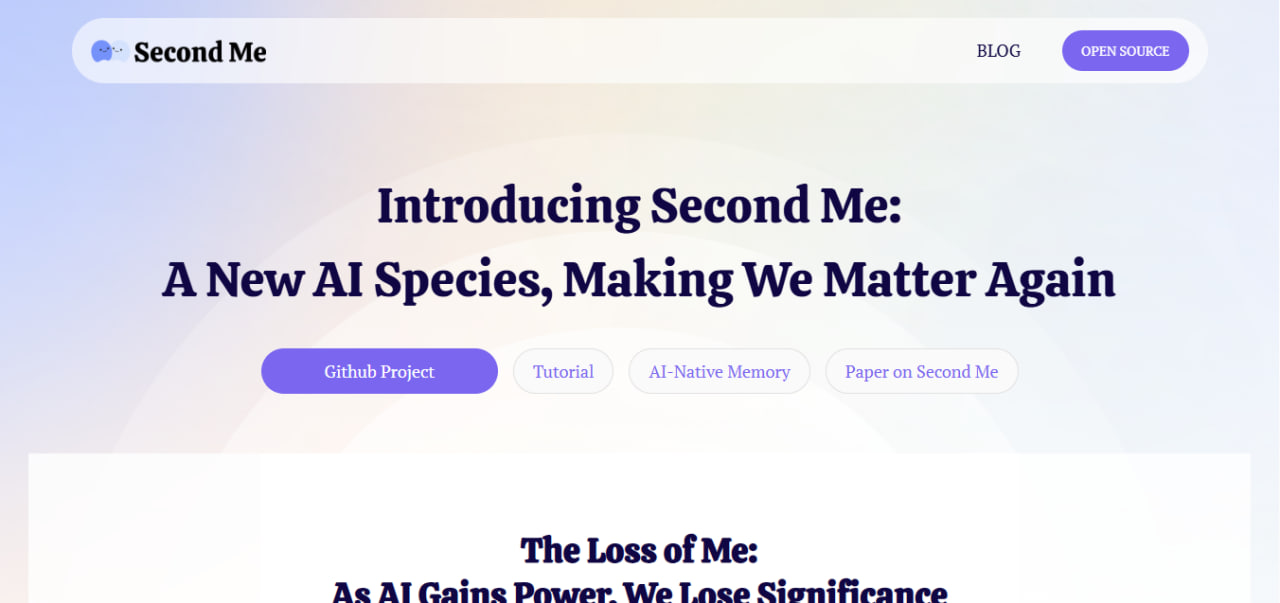 Second Me
BLOG
OPEN SOURCE
Introducing Second Me:
A New AI Species, Making We Matter Again
Github Project
Tutorial
AI-Native Memory
Paper on Second Me
The Loss of Me:
As AI Gains Power, We Lose Significance